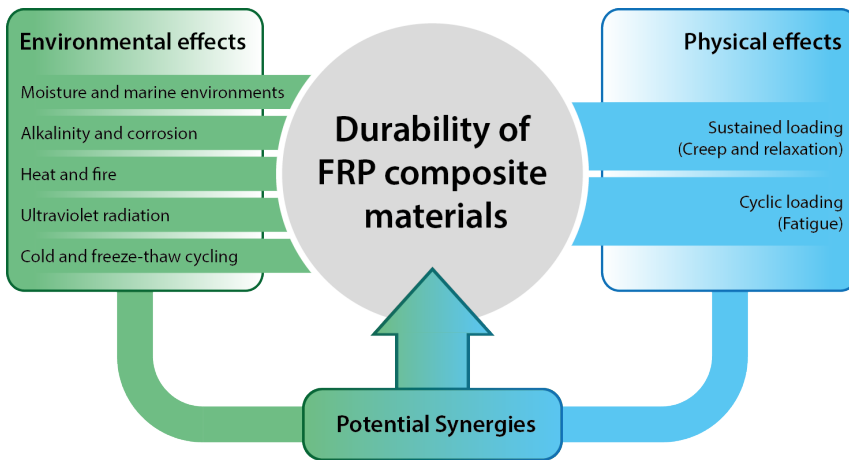 Environmental effects
Moisture and marine environments
Alkalinity and corrosion
Heat and fire
Ultraviolet radiation
Cold and freeze-thaw cycling
Durability of
FRP composite
materials
Physical effects
Sustained loading
(Creep and relaxation)
Cyclic loading
(Fatigue)
Potential Synergies